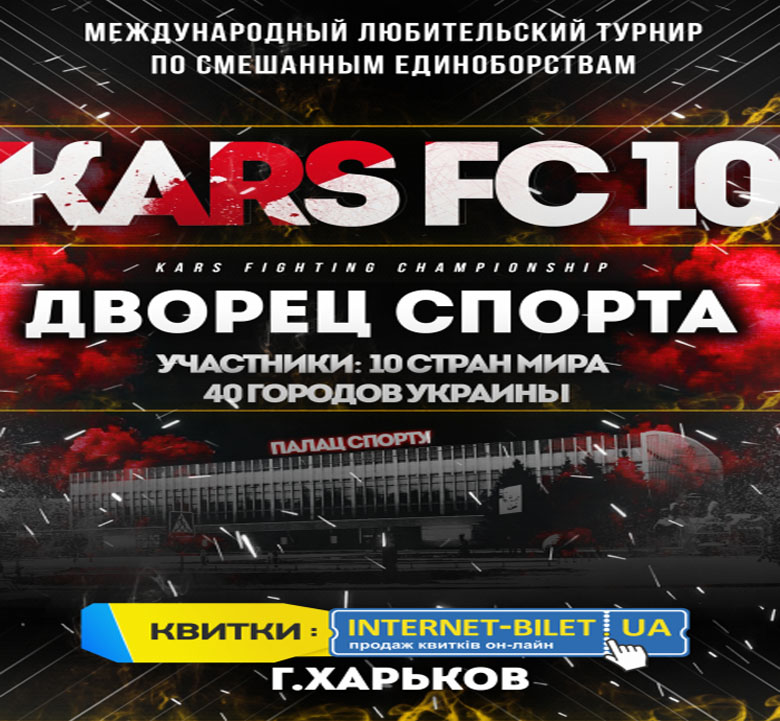 МЕЖДУНАРОДНЫЙ ЛЮБИТЕЛЬСКИЙ ТУРНИР
ПО СМЕШАННЫМ ЕДИНОБОРСТВАМ
KARS FC 10
KARS FIGHTING CHAMPIONSHIP
ДВОРЕЦ СПОРТА
УЧАСТНИКИ: 10 СТРАН МИРА
40 ГОРОДОВ УКРАИНЫ
ПАЛАЦ СПОРТУ
КВИТКИ : INTERNET-BILET UA
продаж квитків он-лайн
Г.ХАРЬКОВ